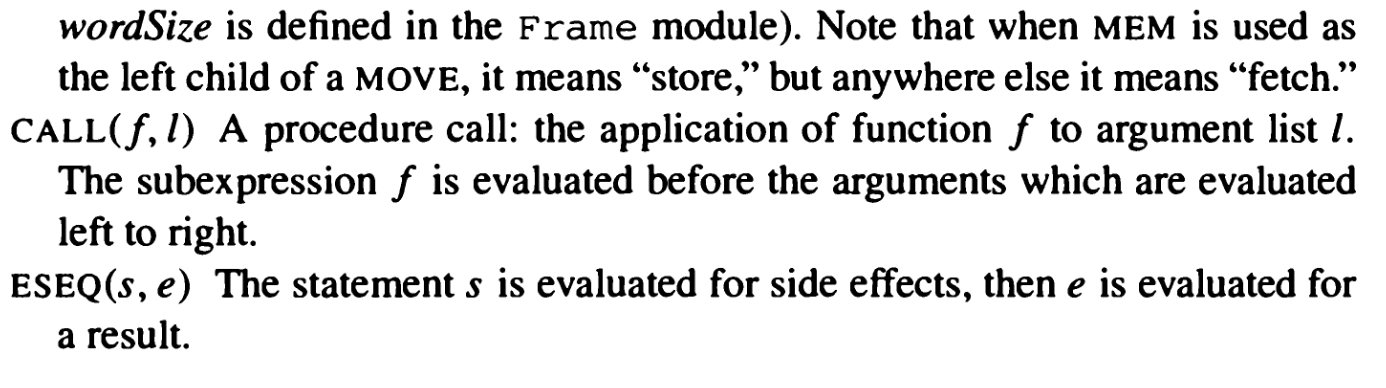 wordSize is defined in the Frame module). Note that when MEM is used as
the left child of a MOVE, it means “store,” but anywhere else it means “fetch.”
CALL(f, l) A procedure call: the application of function f to argument list l.
The subexpression f is evaluated before the arguments which are evaluated
left to right.
ESEQ(s, e) The statement s is evaluated for side effects, then e is evaluated for
a result.